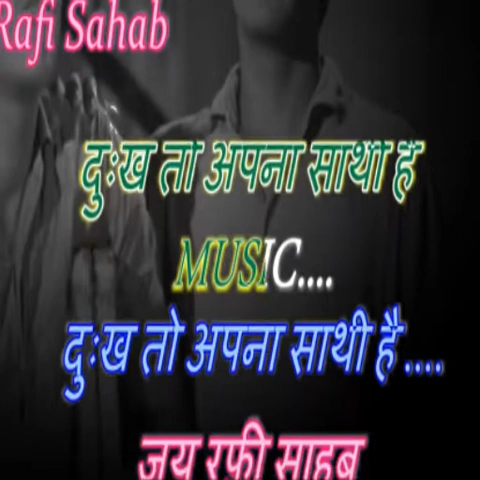 Rafi Sahab
दुःख तो अपना साथी है
MUSIC....
दुःख तो अपना साथी है ....
जय रफ़ी साहब